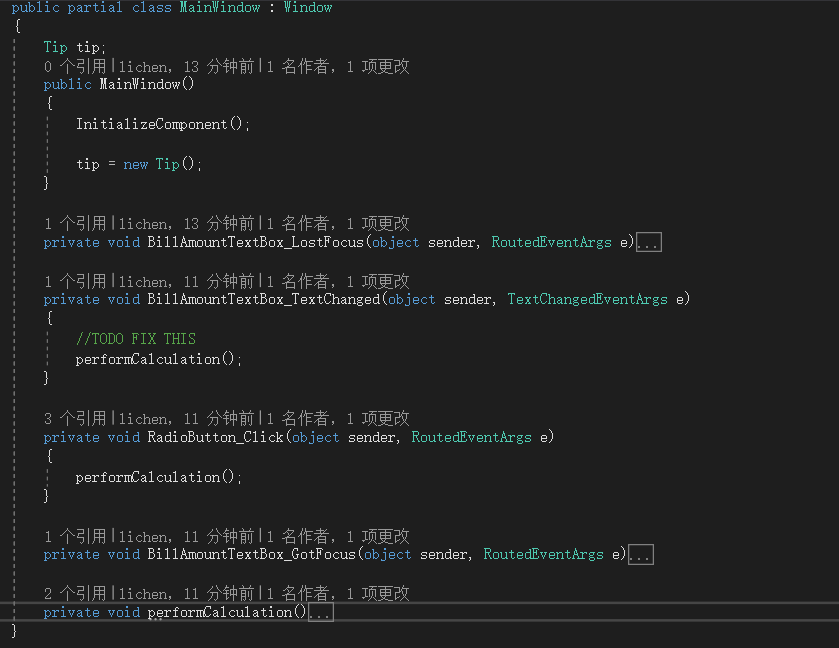 public partial class MainWindow : Window
{
Tip tip;
0 个引用|lichen，13 分钟前|1 名作者，1 项更改
public MainWindow()
{
InitializeComponent();
tip = new Tip();
}
1 个引用|lichen，13 分钟前|1 名作者，1 项更改
private void BillAmountTextBox_LostFocus(object sender, RoutedEventArgs e)...
1 个引用|lichen，11 分钟前|1 名作者，1 项更改
private void BillAmountTextBox_TextChanged(object sender, TextChangedEventArgs e)
{
//TODO FIX THIS
performCalculation();
}
3 个引用|lichen，11 分钟前|1 名作者，1 项更改
private void RadioButton_Click(object sender, RoutedEventArgs e)
{
performCalculation();
}
1 个引用|lichen，11 分钟前|1 名作者，1 项更改
private void BillAmountTextBox_GotFocus(object sender, RoutedEventArgs e)...
2 个引用|lichen，11 分钟前|1 名作者，1 项更改
private void performCalculation()...
}